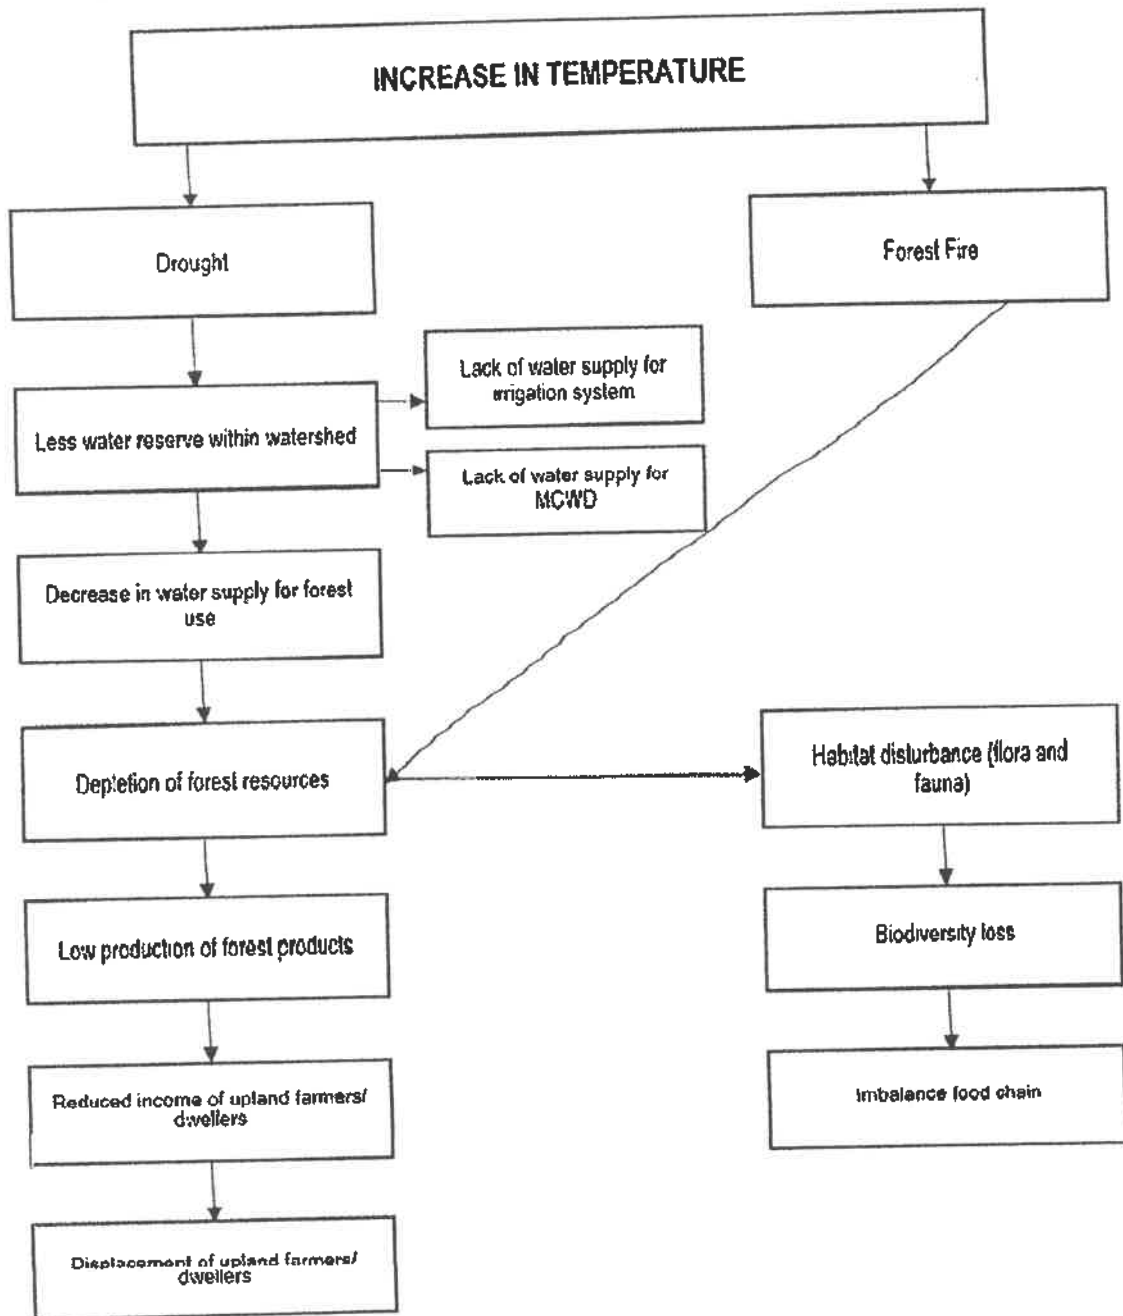 INCREASE IN TEMPERATURE
Drought
Forest Fire
Lack of water supply for
irrigation system
Less water reserve within watershed
Lack of water supply for
MCWD
Decrease in water supply for forest
use
Depletion of forest resources
Habitat disturbance (flora and
fauna)
Low production of forest products
Biodiversity loss
Reduced income of upland farmers/
dwellers
Imbalance food chain
Displacement of upland farmers/
dwellers